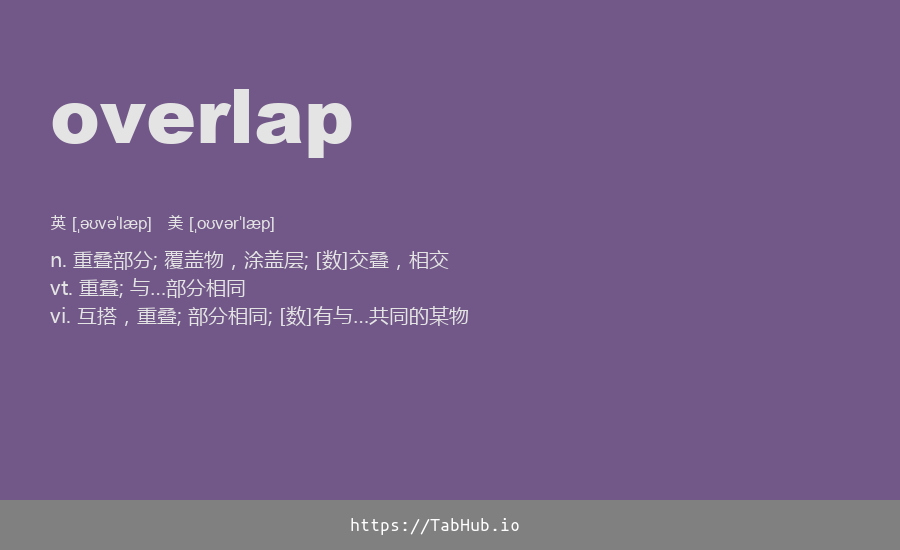 overlap
英 [ˌəʊvəˈlæp] 美 [ˌoʊvərˈlæp]
n. 重叠部分; 覆盖物，涂盖层; [数]交叠，相交
vt. 重叠; 与…部分相同
vi. 互搭，重叠; 部分相同; [数]有与…共同的某物
https://TabHub.io